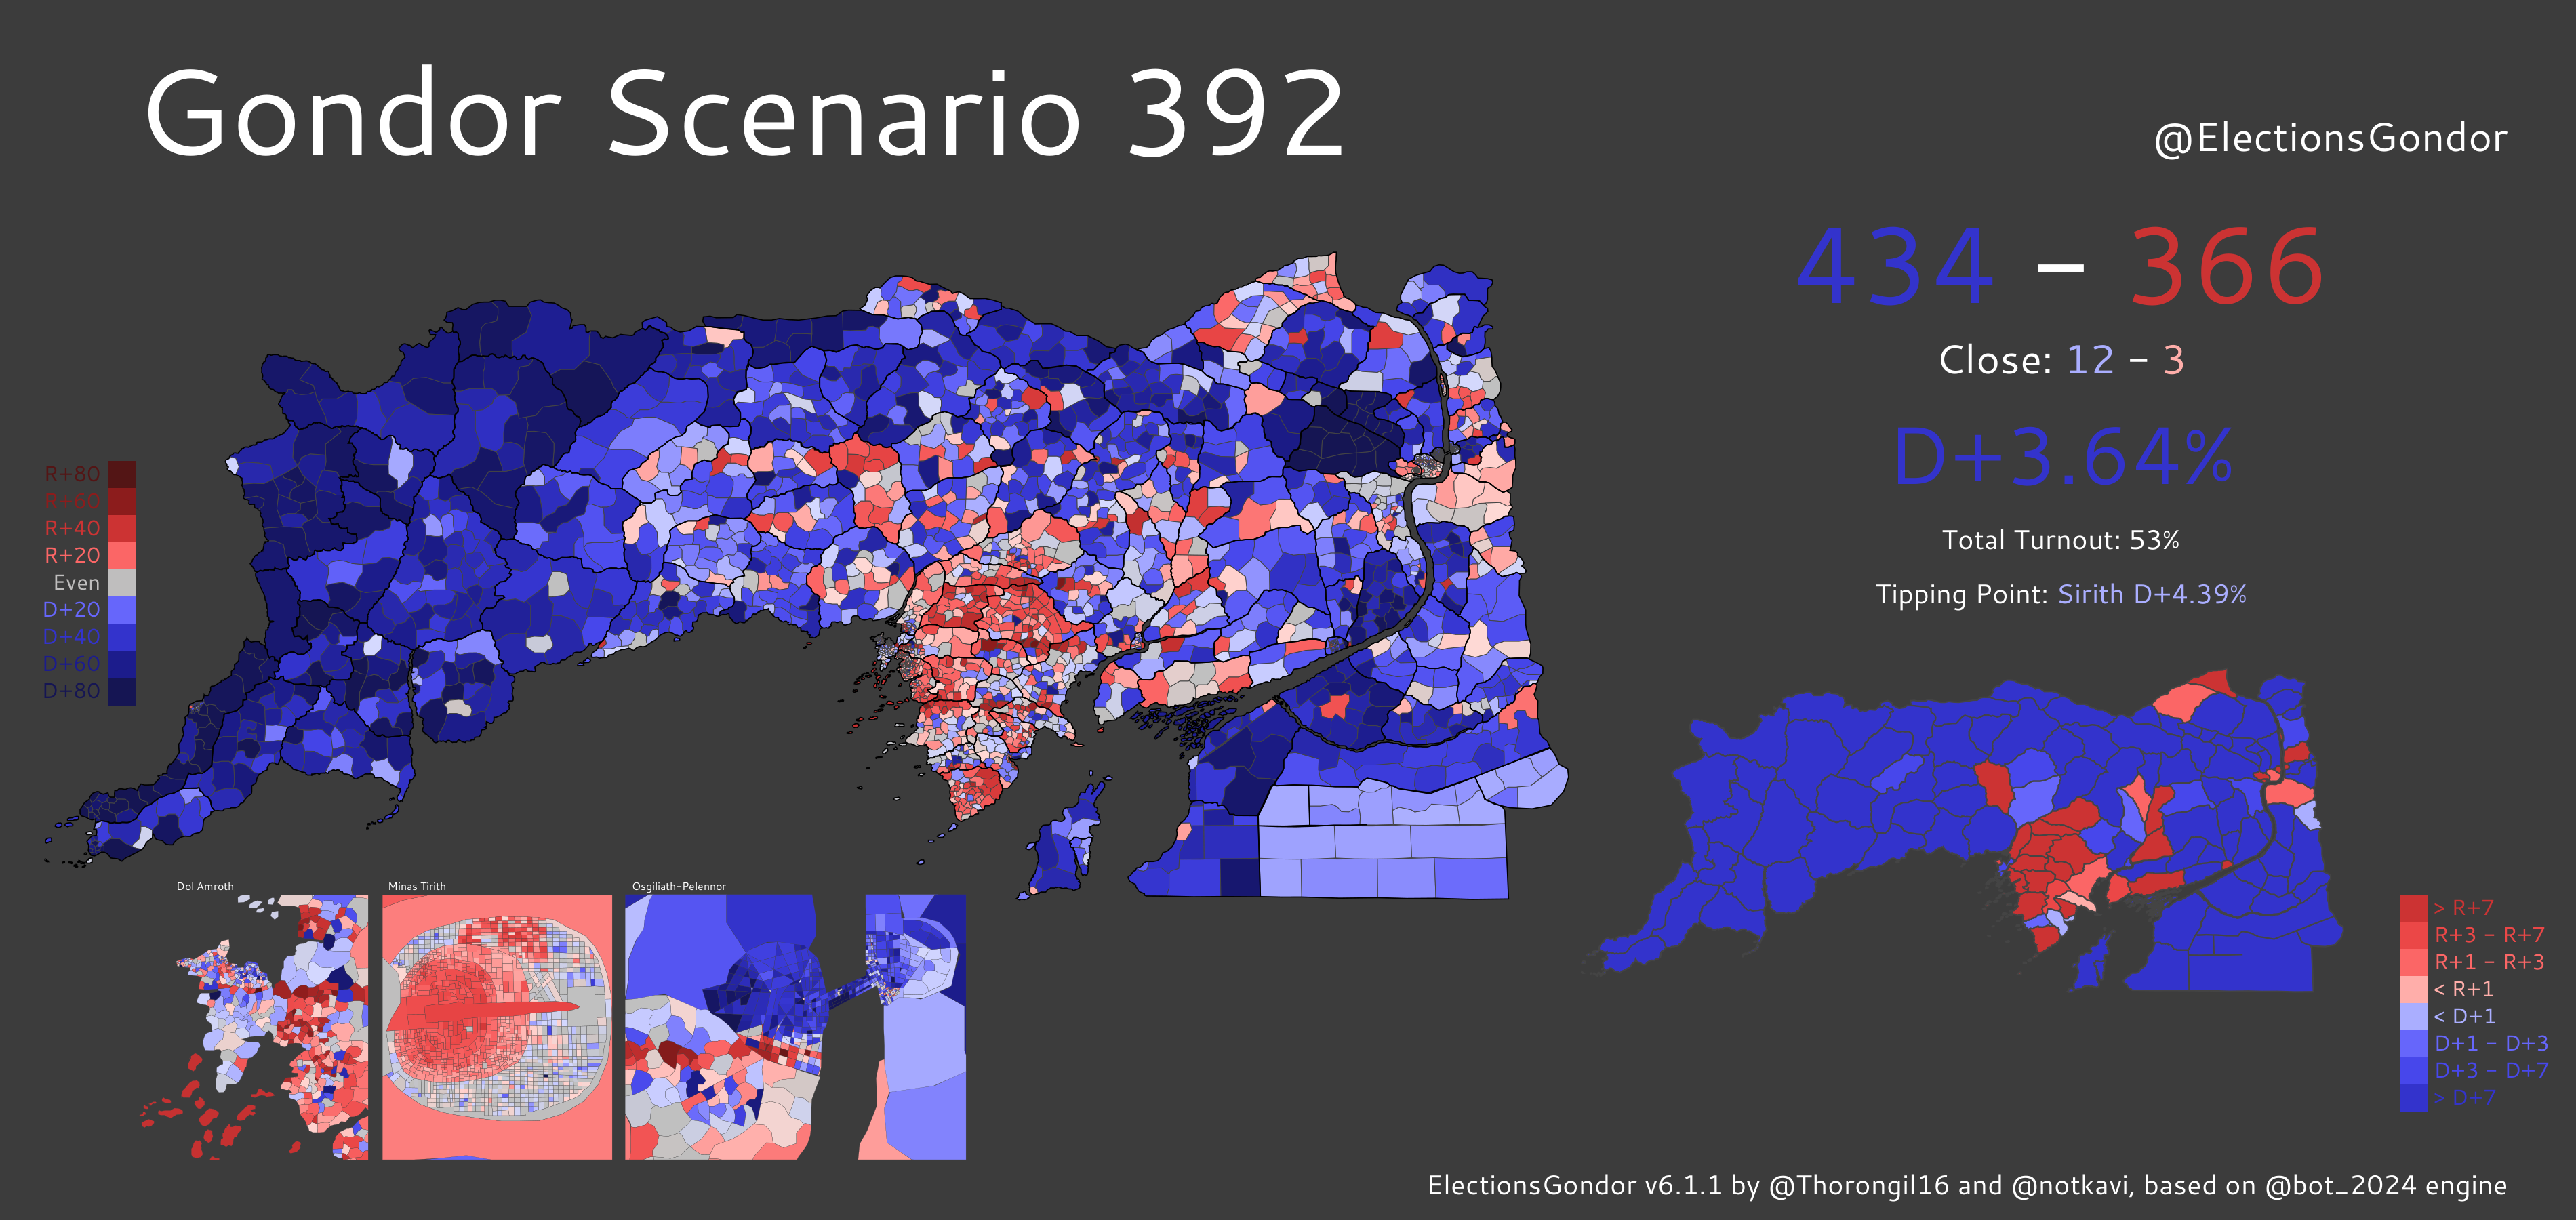 Gondor Scenario 392
@ElectionsGondor
434 – 366
Close: 12 – 3
D+3.64%
Total Turnout: 53%
Tipping Point: Sirith D+4.39%
R+80
R+60
R+40
R+20
Even
D+20
D+40
D+60
D+80
Dol Amroth
Minas Tirith
Osgiliath-Pelennor
> R+7
R+3 - R+7
R+1 - R+3
< R+1
< D+1
D+1 - D+3
D+3 - D+7
> D+7
ElectionsGondor v6.1.1 by @Thorongil16 and @notkavi, based on @bot_2024 engine